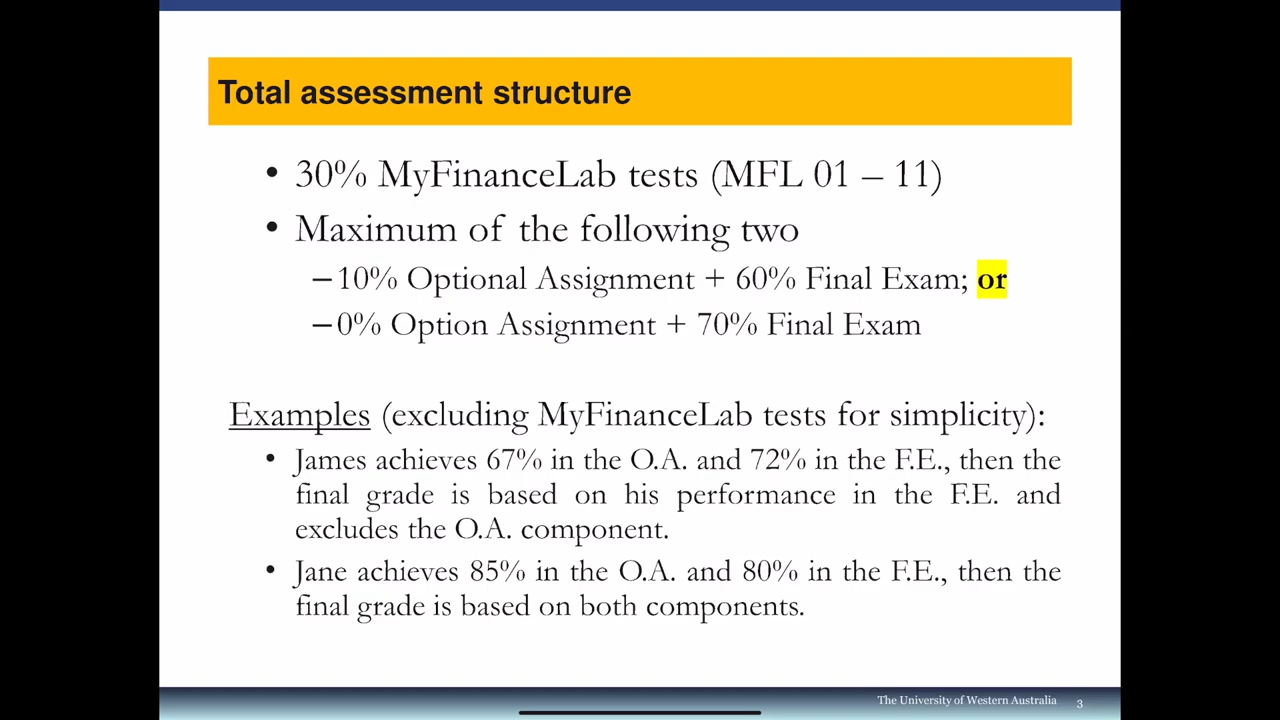 Total assessment structure
• 30% MyFinanceLab tests (MFL 01 – 11)
• Maximum of the following two
–10% Optional Assignment + 60% Final Exam; or
–0% Option Assignment + 70% Final Exam
Examples (excluding MyFinanceLab tests for simplicity):
• James achieves 67% in the O.A. and 72% in the F.E., then the
final grade is based on his performance in the F.E. and
excludes the O.A. component.
• Jane achieves 85% in the O.A. and 80% in the F.E., then the
final grade is based on both components.
The University of Western Australia 3